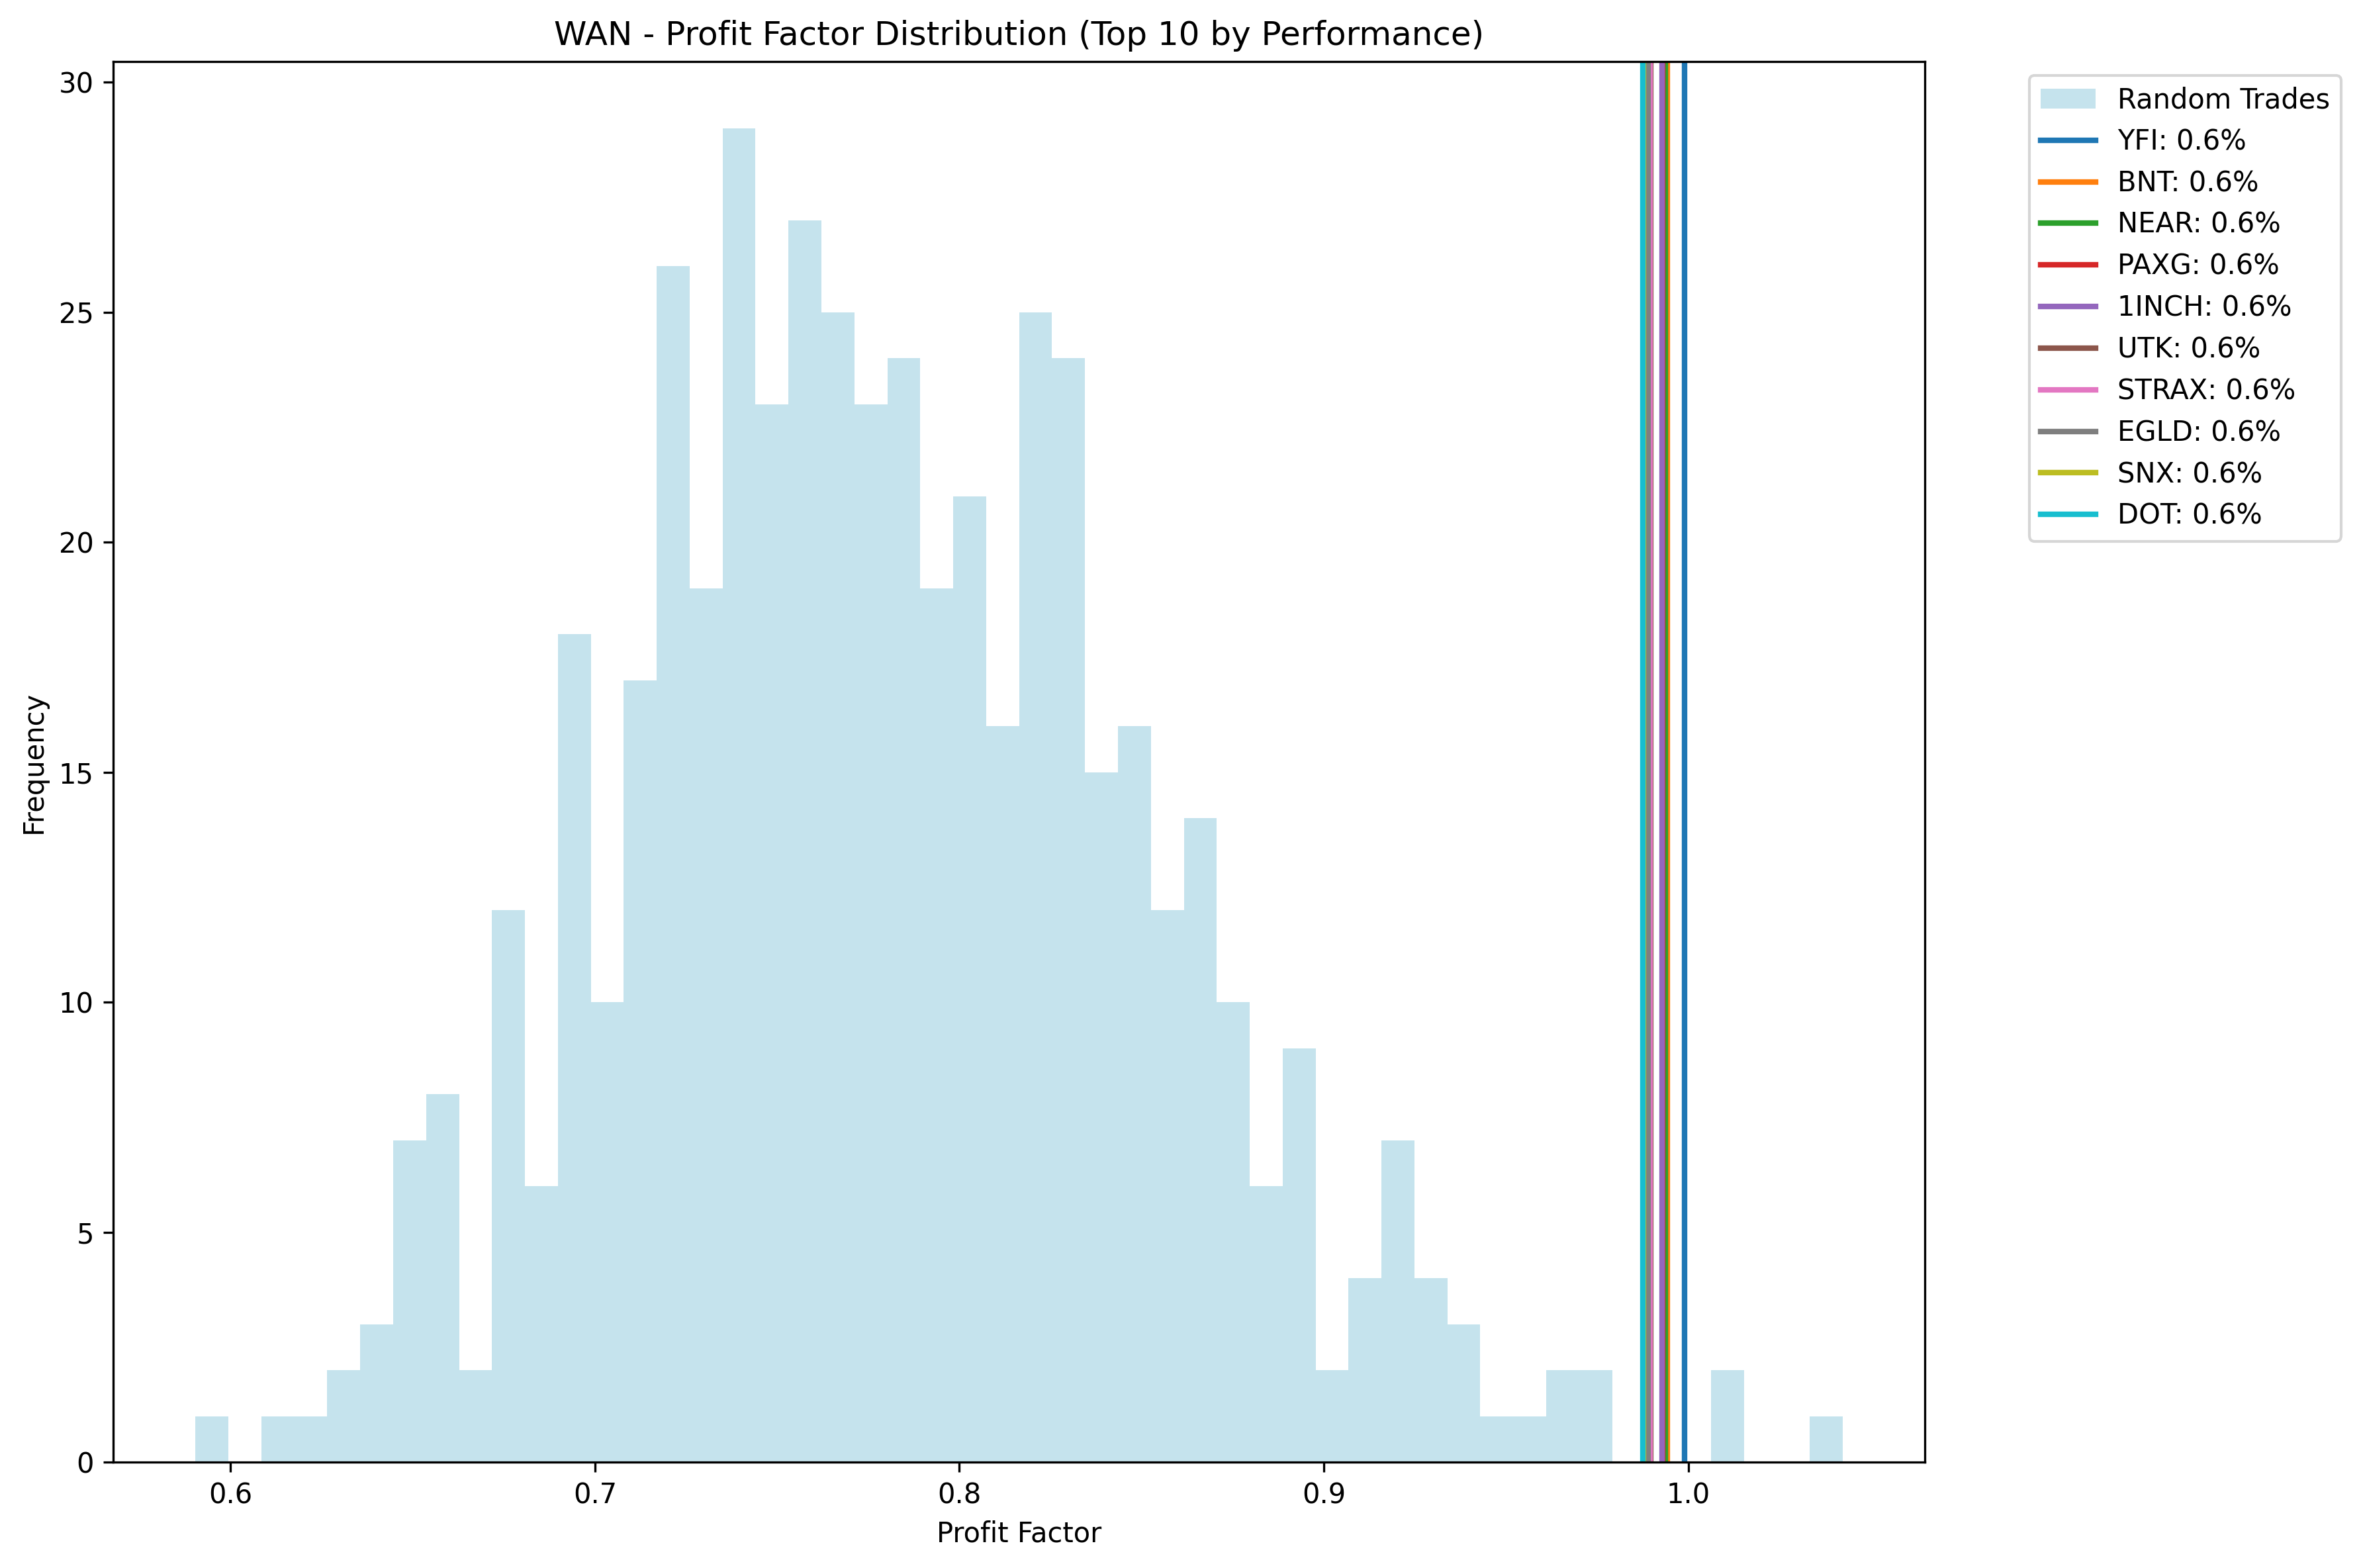 WAN - Profit Factor Distribution (Top 10 by Performance)
30
25
20
15
10
5
0
Frequency
0.6
0.7
0.8
0.9
1.0
Profit Factor
Random Trades
YFI: 0.6%
BNT: 0.6%
NEAR: 0.6%
PAXG: 0.6%
1INCH: 0.6%
UTK: 0.6%
STRAX: 0.6%
EGLD: 0.6%
SNX: 0.6%
DOT: 0.6%